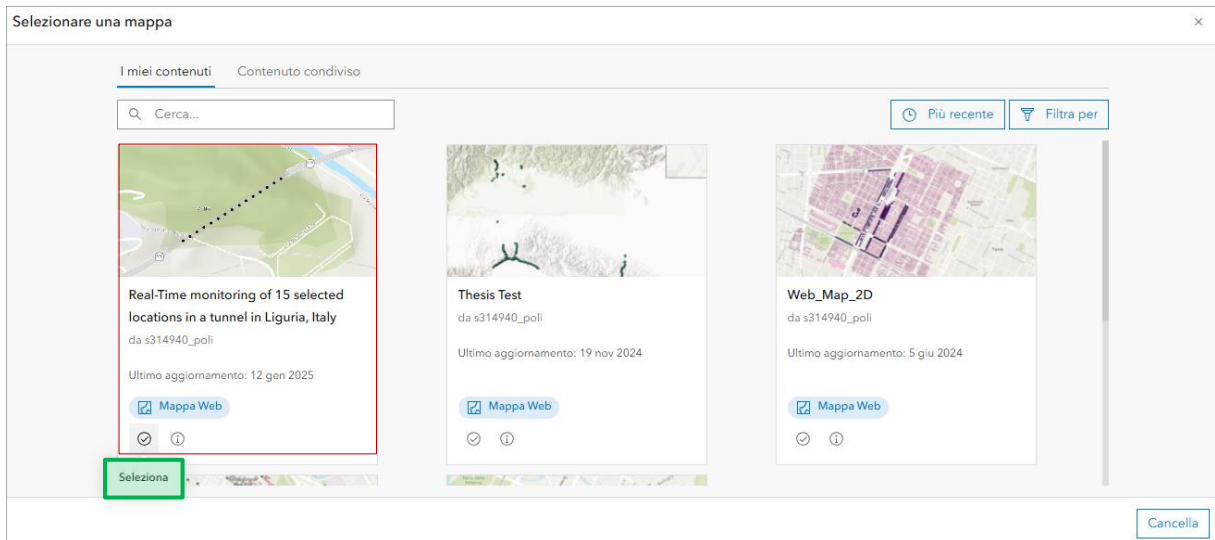 Selezionare una mappa
I miei contenuti Contenuto condiviso
Cerca...
Più recente Filtra per
Real-Time monitoring of 15 selected
locations in a tunnel in Liguria, Italy
da s314940_poli
Ultimo aggiornamento: 12 gen 2025
Mappa Web
Thesis Test
da s314940_poli
Ultimo aggiornamento: 19 nov 2024
Mappa Web
Web_Map_2D
da s314940_poli
Ultimo aggiornamento: 5 giu 2024
Mappa Web
Seleziona
Cancella